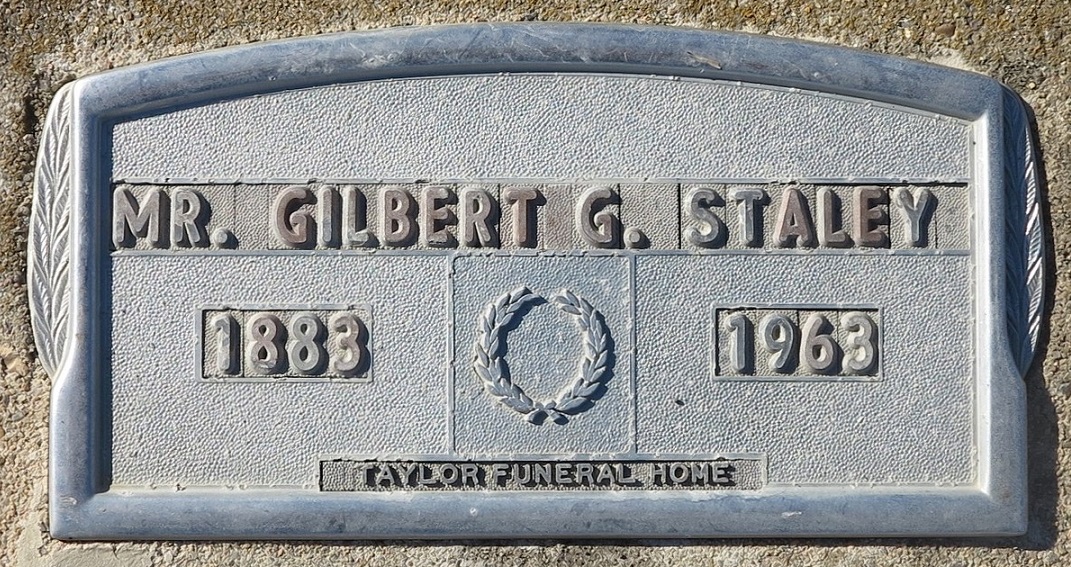 MR. GILBERT G. STALEY
1883 1963
TAYLOR FUNERAL HOME